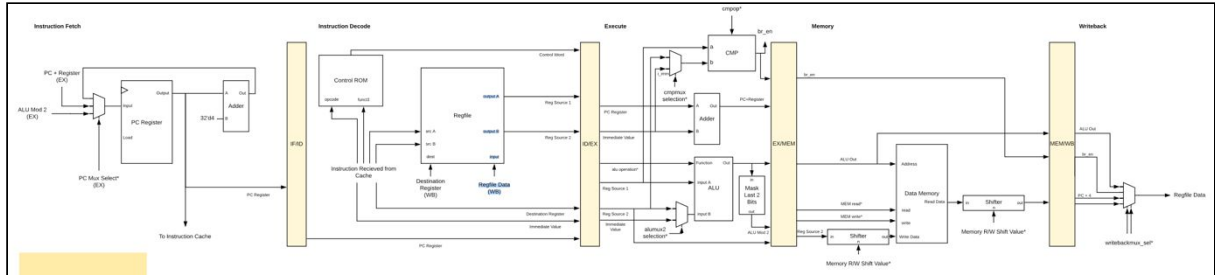 Instruction Fetch
Instruction Decode
Execute
Memory
Writeback
PC + Register
(EX)
ALU Mod 2
(EX)
Input
Output
PC Register
Load
PC Mux Select*
(EX)
32'd4
A
B
Out
Adder
PC Register
To Instruction Cache
IF/ID
Control ROM
opcode
funct3
Control Word
Regfile
output A
output B
src A
src B
dest
input
Reg Source 1
Reg Source 2
Instruction Recieved from
Cache
Destination
Register
(WB)
Regfile Data
(WB)
Destination Register
Immediate Value
PC Register
ID/EX
cmpop*
a
b
CMP
br_en
cmpmux
selection*
PC Register
Immediate Value
A
B
Out
Adder
PC+Register
alu operation*
Reg Source 1
Reg Source 2
Immediate
Value
alumux2
selection*
Function
Input A
Input B
Out
ALU
in
Mask
Last 2
Bits
out
ALU Mod 2
EX/MEM
br_en
ALU Out
MEM read*
MEM write*
Reg Source 2
in
Shifter
out
Memory R/W Shift Value*
Address
Data Memory
Read Data
read
write
Write Data
in
Shifter
out
Memory R/W Shift Value*
MEM/WB
ALU Out
br_en
PC + 4
writebackmux_sel*
Regfile Data